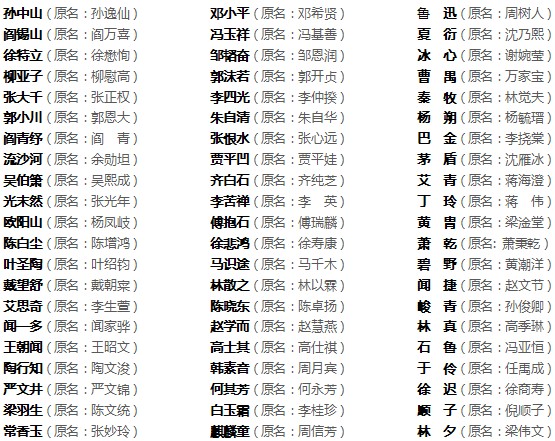 孙中山（原名：孙逸仙） 邓小平（原名：邓希贤） 鲁　迅（原名：周树人）
阎锡山（原名：阎万喜） 冯玉祥（原名：冯基善） 夏　衍（原名：沈乃熙）
徐特立（原名：徐懋恂） 邹韬奋（原名：邹恩润） 冰　心（原名：谢婉莹）
柳亚子（原名：柳慰高） 郭沫若（原名：郭开贞） 曹　禺（原名：万家宝）
张大千（原名：张正权） 李四光（原名：李仲揆） 秦　牧（原名：林觉夫）
郭小川（原名：郭恩大） 朱自清（原名：朱自华） 杨　朔（原名：杨毓瑨）
阎青纾（原名：阎　青） 张恨水（原名：张心远） 巴　金（原名：李挠棠）
流沙河（原名：余勋坦） 贾平凹（原名：贾平娃） 茅　盾（原名：沈雁冰）
吴伯箫（原名：吴熙成） 齐白石（原名：齐纯芝） 艾　青（原名：蒋海澄）
光末然（原名：张光年） 李苦禅（原名：李　英） 丁　玲（原名：蒋　伟）
欧阳山（原名：杨凤岐） 傅抱石（原名：傅瑞麟） 黄　胄（原名：梁淦堂）
陈白尘（原名：陈增鸿） 徐悲鸿（原名：徐寿康） 萧　乾（原名：萧秉乾）
叶圣陶（原名：叶绍钧） 马识途（原名：马千木） 碧　野（原名：黄潮洋）
戴望舒（原名：戴朝寀） 林散之（原名：林以霖） 闻　捷（原名：赵文节）
艾思奇（原名：李生萱） 陈晓东（原名：陈卓扬） 峻　青（原名：孙俊卿）
闻一多（原名：闻家骅） 赵学而（原名：赵慧燕） 林　真（原名：高季琳）
王朝闻（原名：王昭文） 高士其（原名：高仕祺） 石　鲁（原名：冯亚恒）
陶行知（原名：陶文浚） 韩素音（原名：周月宾） 于　伶（原名：任禹成）
严文井（原名：严文锦） 何其芳（原名：何永芳） 徐　迟（原名：徐商寿）
梁羽生（原名：陈文统） 白玉霜（原名：李桂珍） 顺　子（原名：倪顺子）
常香玉（原名：张妙玲） 麒麟童（原名：周信芳） 林　夕（原名：梁伟文）